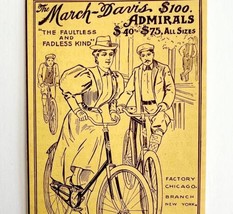 The March-Davis. $100.
ADMIRALS
$40 to $75, ALL SIZES
"THE FAULTLESS
AND
FADLESS KIND"
FACTORY
CHICAGO.
BRANCH
NEW YORK.